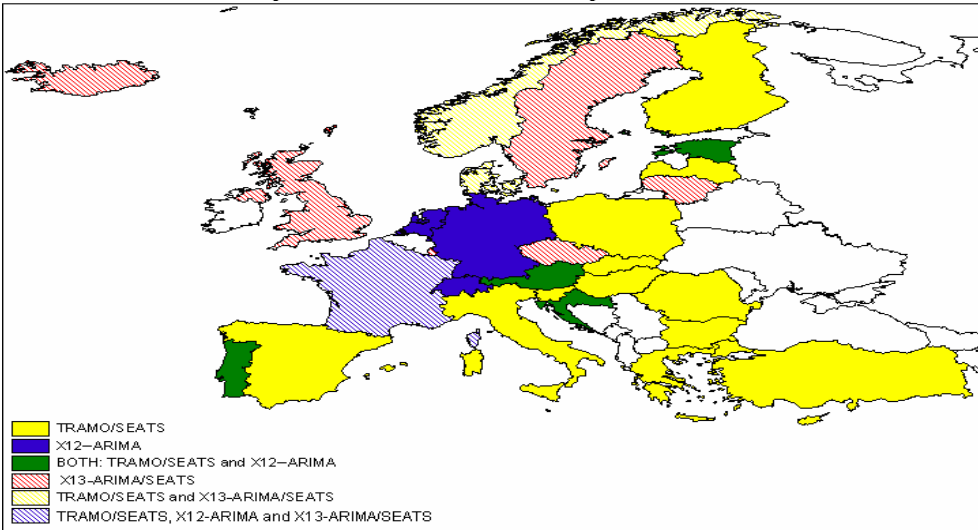 TRAMO/SEATS
X12-ARIMA
BOTH: TRAMO/SEATS and X12-ARIMA
X13-ARIMA/SEATS
TRAMO/SEATS and X13-ARIMA/SEATS
TRAMO/SEATS, X12-ARIMA and X13-ARIMA/SEATS